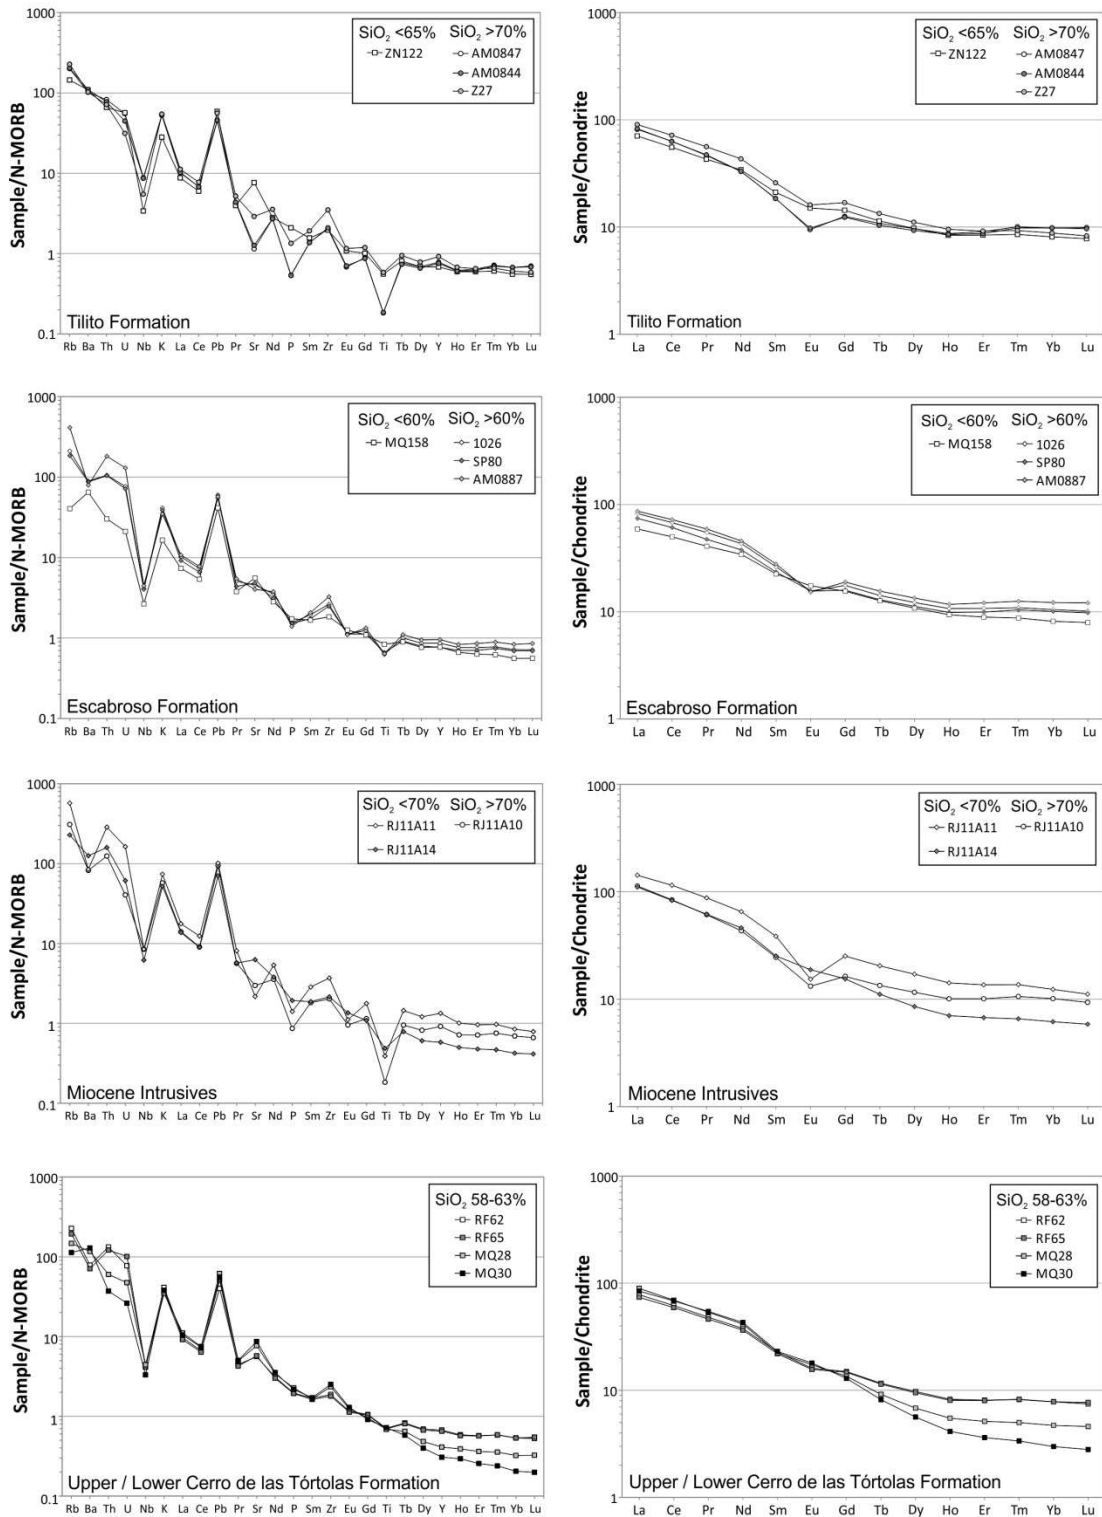 Sample/N-MORB
1000
100
10
1
0.1
SiO2 <65% SiO2 >70%
ZN122 AM0847
AM0844
Z27
Tilito Formation
Rb Ba Th U Nb K La Ce Pb Pr Sr Nd P Sm Zr Eu Gd Ti Tb Dy Y Ho Er Tm Yb Lu
Sample/Chondrite
1000
100
10
1
SiO2 <65% SiO2 >70%
ZN122 AM0847
AM0844
Z27
Tilito Formation
La Ce Pr Nd Sm Eu Gd Tb Dy Ho Er Tm Yb Lu
Sample/N-MORB
1000
100
10
1
0.1
SiO2 <60% SiO2 >60%
MQ158 1026
SP80
AM0887
Escabroso Formation
Rb Ba Th U Nb K La Ce Pb Pr Sr Nd P Sm Zr Eu Gd Ti Tb Dy Y Ho Er Tm Yb Lu
Sample/Chondrite
1000
100
10
1
SiO2 <60% SiO2 >60%
MQ158 1026
SP80
AM0887
Escabroso Formation
La Ce Pr Nd Sm Eu Gd Tb Dy Ho Er Tm Yb Lu
Sample/N-MORB
1000
100
10
1
0.1
SiO2 <70% SiO2 >70%
RJ11A11 RJ11A10
RJ11A14
Miocene Intrusives
Rb Ba Th U Nb K La Ce Pb Pr Sr Nd P Sm Zr Eu Gd Ti Tb Dy Y Ho Er Tm Yb Lu
Sample/Chondrite
1000
100
10
1
SiO2 <70% SiO2 >70%
RJ11A11 RJ11A10
RJ11A14
Miocene Intrusives
La Ce Pr Nd Sm Eu Gd Tb Dy Ho Er Tm Yb Lu
Sample/N-MORB
1000
100
10
1
0.1
SiO2 58-63%
RF62
RF65
MQ28
MQ30
Upper / Lower Cerro de las Tórtolas Formation
Rb Ba Th U Nb K La Ce Pb Pr Sr Nd P Sm Zr Eu Gd Ti Tb Dy Y Ho Er Tm Yb Lu
Sample/Chondrite
1000
100
10
1
SiO2 58-63%
RF62
RF65
MQ28
MQ30
Upper / Lower Cerro de las Tórtolas Formation
La Ce Pr Nd Sm Eu Gd Tb Dy Ho Er Tm Yb Lu